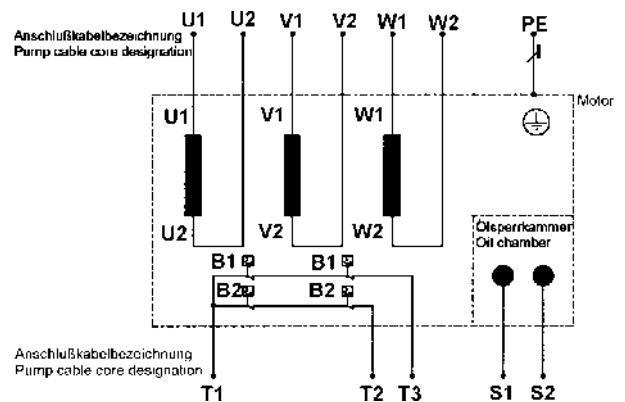 U1 U2 V1 V2 W1 W2 PE
Anschlußkabelbezeichnung
Pump cable core designation
Motor
U1 V1 W1
U2 V2 W2
Ölsperrkammer
Oil chamber
B1 B1
B2 B2
Anschlußkabelbezeichnung
Pump cable core designation
T1 T2 T3 S1 S2